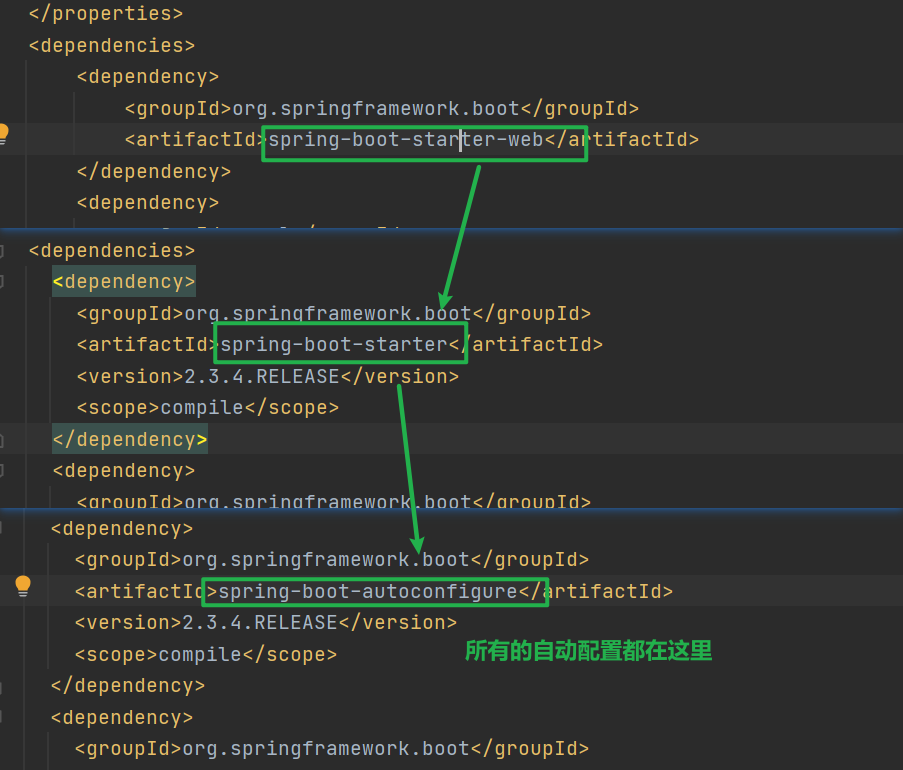 </properties>
<dependencies>
<dependency>
<groupId>org.springframework.boot</groupId>
<artifactId>spring-boot-starter-web</artifactId>
</dependency>
<dependency>
<dependencies>
<dependency>
<groupId>org.springframework.boot</groupId>
<artifactId>spring-boot-starter</artifactId>
<version>2.3.4.RELEASE</version>
<scope>compile</scope>
</dependency>
<dependency>
<groupId>org.springframework.boot</groupId>
<dependency>
<groupId>org.springframework.boot</groupId>
<artifactId>spring-boot-autoconfigure</artifactId>
<version>2.3.4.RELEASE</version>
<scope>compile</scope>
所有的自动配置都在这里
</dependency>
<dependency>
<groupId>org.springframework.boot</groupId>